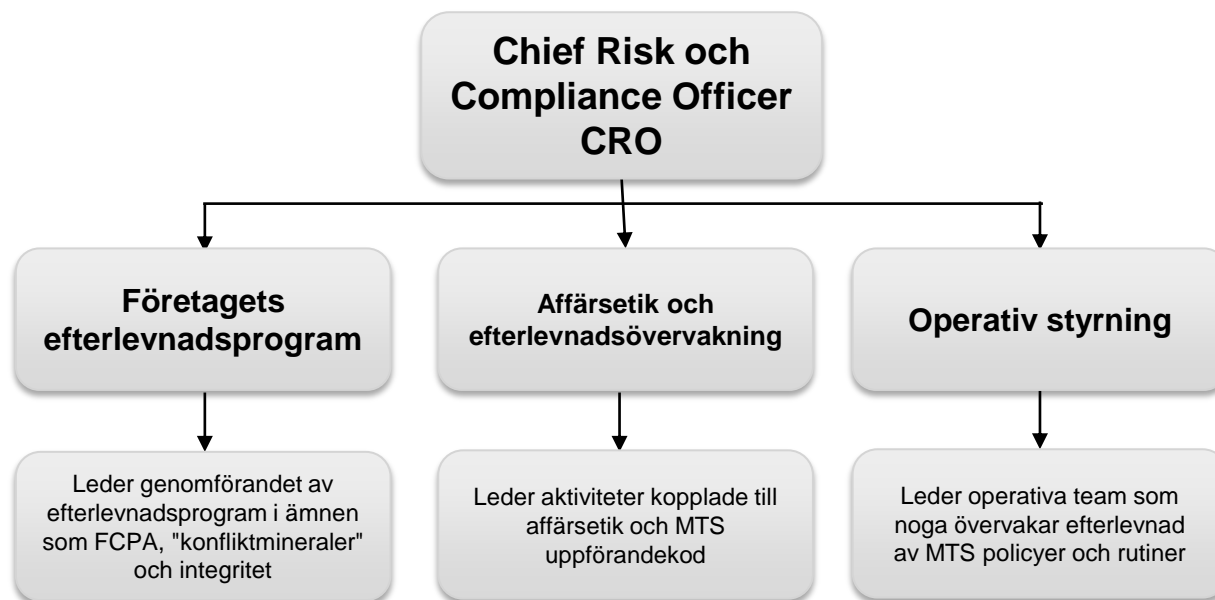 Chief Risk och
Compliance Officer
CRO
Företagets
efterlevnadsprogram
Affärsetik och
efterlevnadsövervakning
Operativ styrning
Leder genomförandet av
efterlevnadsprogram i ämnen
som FCPA, "konfliktmineraler"
och integritet
Leder aktiviteter kopplade till
affärsetik och MTS
uppförandekod
Leder operativa team som
noga övervakar efterlevnad
av MTS policyer och rutiner